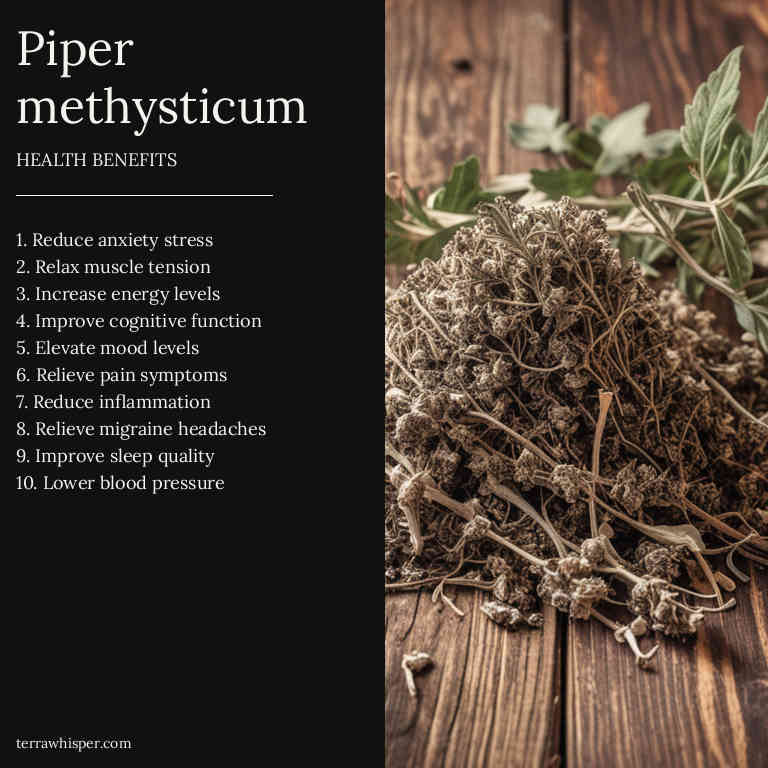 Piper
methysticum
HEALTH BENEFITS
1. Reduce anxiety stress
2. Relax muscle tension
3. Increase energy levels
4. Improve cognitive function
5. Elevate mood levels
6. Relieve pain symptoms
7. Reduce inflammation
8. Relieve migraine headaches
9. Improve sleep quality
10. Lower blood pressure
terrawhisper.com